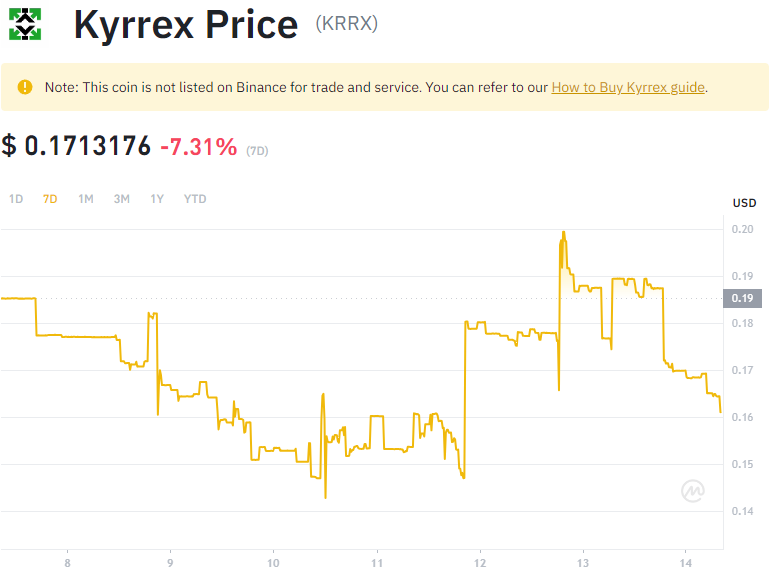 Kyrrex Price (KRRX)
Note: This coin is not listed on Binance for trade and service. You can refer to our How to Buy Kyrrex guide.
$ 0.1713176 -7.31% (7D)
1D 7D 1M 3M 1Y YTD
USD
0.20
0.19
0.19
0.18
0.17
0.16
0.15
0.14
8 9 10 11 12 13 14